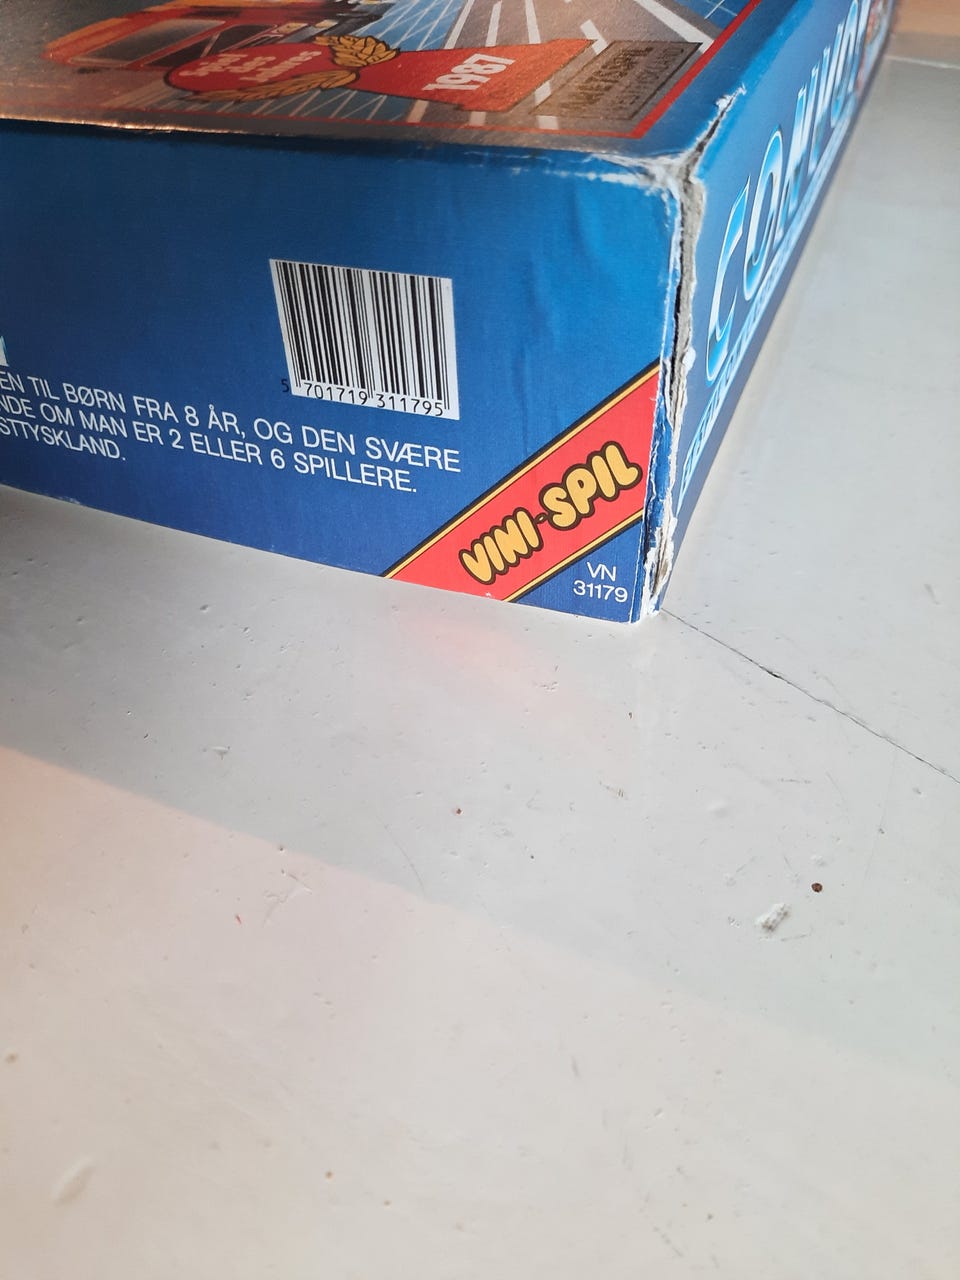 1987
CONVOY
5 701719 311795
EN TIL BØRN FRA 8 ÅR, OG DEN SVÆRE
NDE OM MAN ER 2 ELLER 6 SPILLERE.
STTYSKLAND.
VINI-SPIL
VN
31179